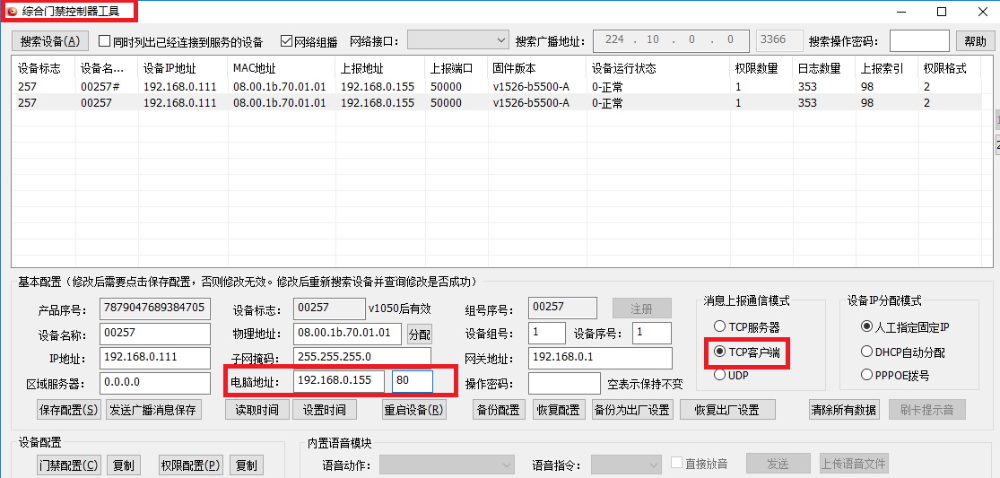 综合门禁控制器工具
搜索设备(A) 同时列出已经连接到服务的设备 网络组播 网络接口: 搜索广播地址: 224 . 10 . 0 . 0 3366 搜索操作密码: 帮助
设备标志 设备名... 设备IP地址 MAC地址 上报地址 上报端口 固件版本 设备运行状态 权限数量 日志数量 上报索引 权限格式
257 00257# 192.168.0.111 08.00.1b.70.01.01 192.168.0.155 50000 v1526-b5500-A 0-正常 1 353 98 2
257 00257 192.168.0.111 08.00.1b.70.01.01 192.168.0.155 50000 v1526-b5500-A 0-正常 1 353 98 2
基本配置（修改后需要点击保存配置，否则修改无效。修改后重新搜索设备并查询修改是否成功） 消息上报通信模式 设备IP分配模式
产品序号: 7879047689384705 设备标志: 00257 v1050后有效 组号序号: 00257 注册 TCP服务器 人工指定固定IP
设备名称: 00257 物理地址: 08.00.1b.70.01.01 分配 设备组号: 1 设备序号: 1
IP地址: 192.168.0.111 子网掩码: 255.255.255.0 网关地址: 192.168.0.1 TCP客户端 DHCP自动分配
区域服务器: 0.0.0.0 电脑地址: 192.168.0.155 80 操作密码: 空表示保持不变 UDP PPPOE拨号
保存配置(S) 发送广播消息保存 读取时间 设置时间 重启设备(R) 备份配置 恢复配置 备份为出厂设置 恢复出厂设置 清除所有数据 刷卡提示音
设备配置 内置语音模块
门禁配置(C) 复制 权限配置(P) 复制 语音动作: 语音指令: 直接放音 发送 上传语音文件